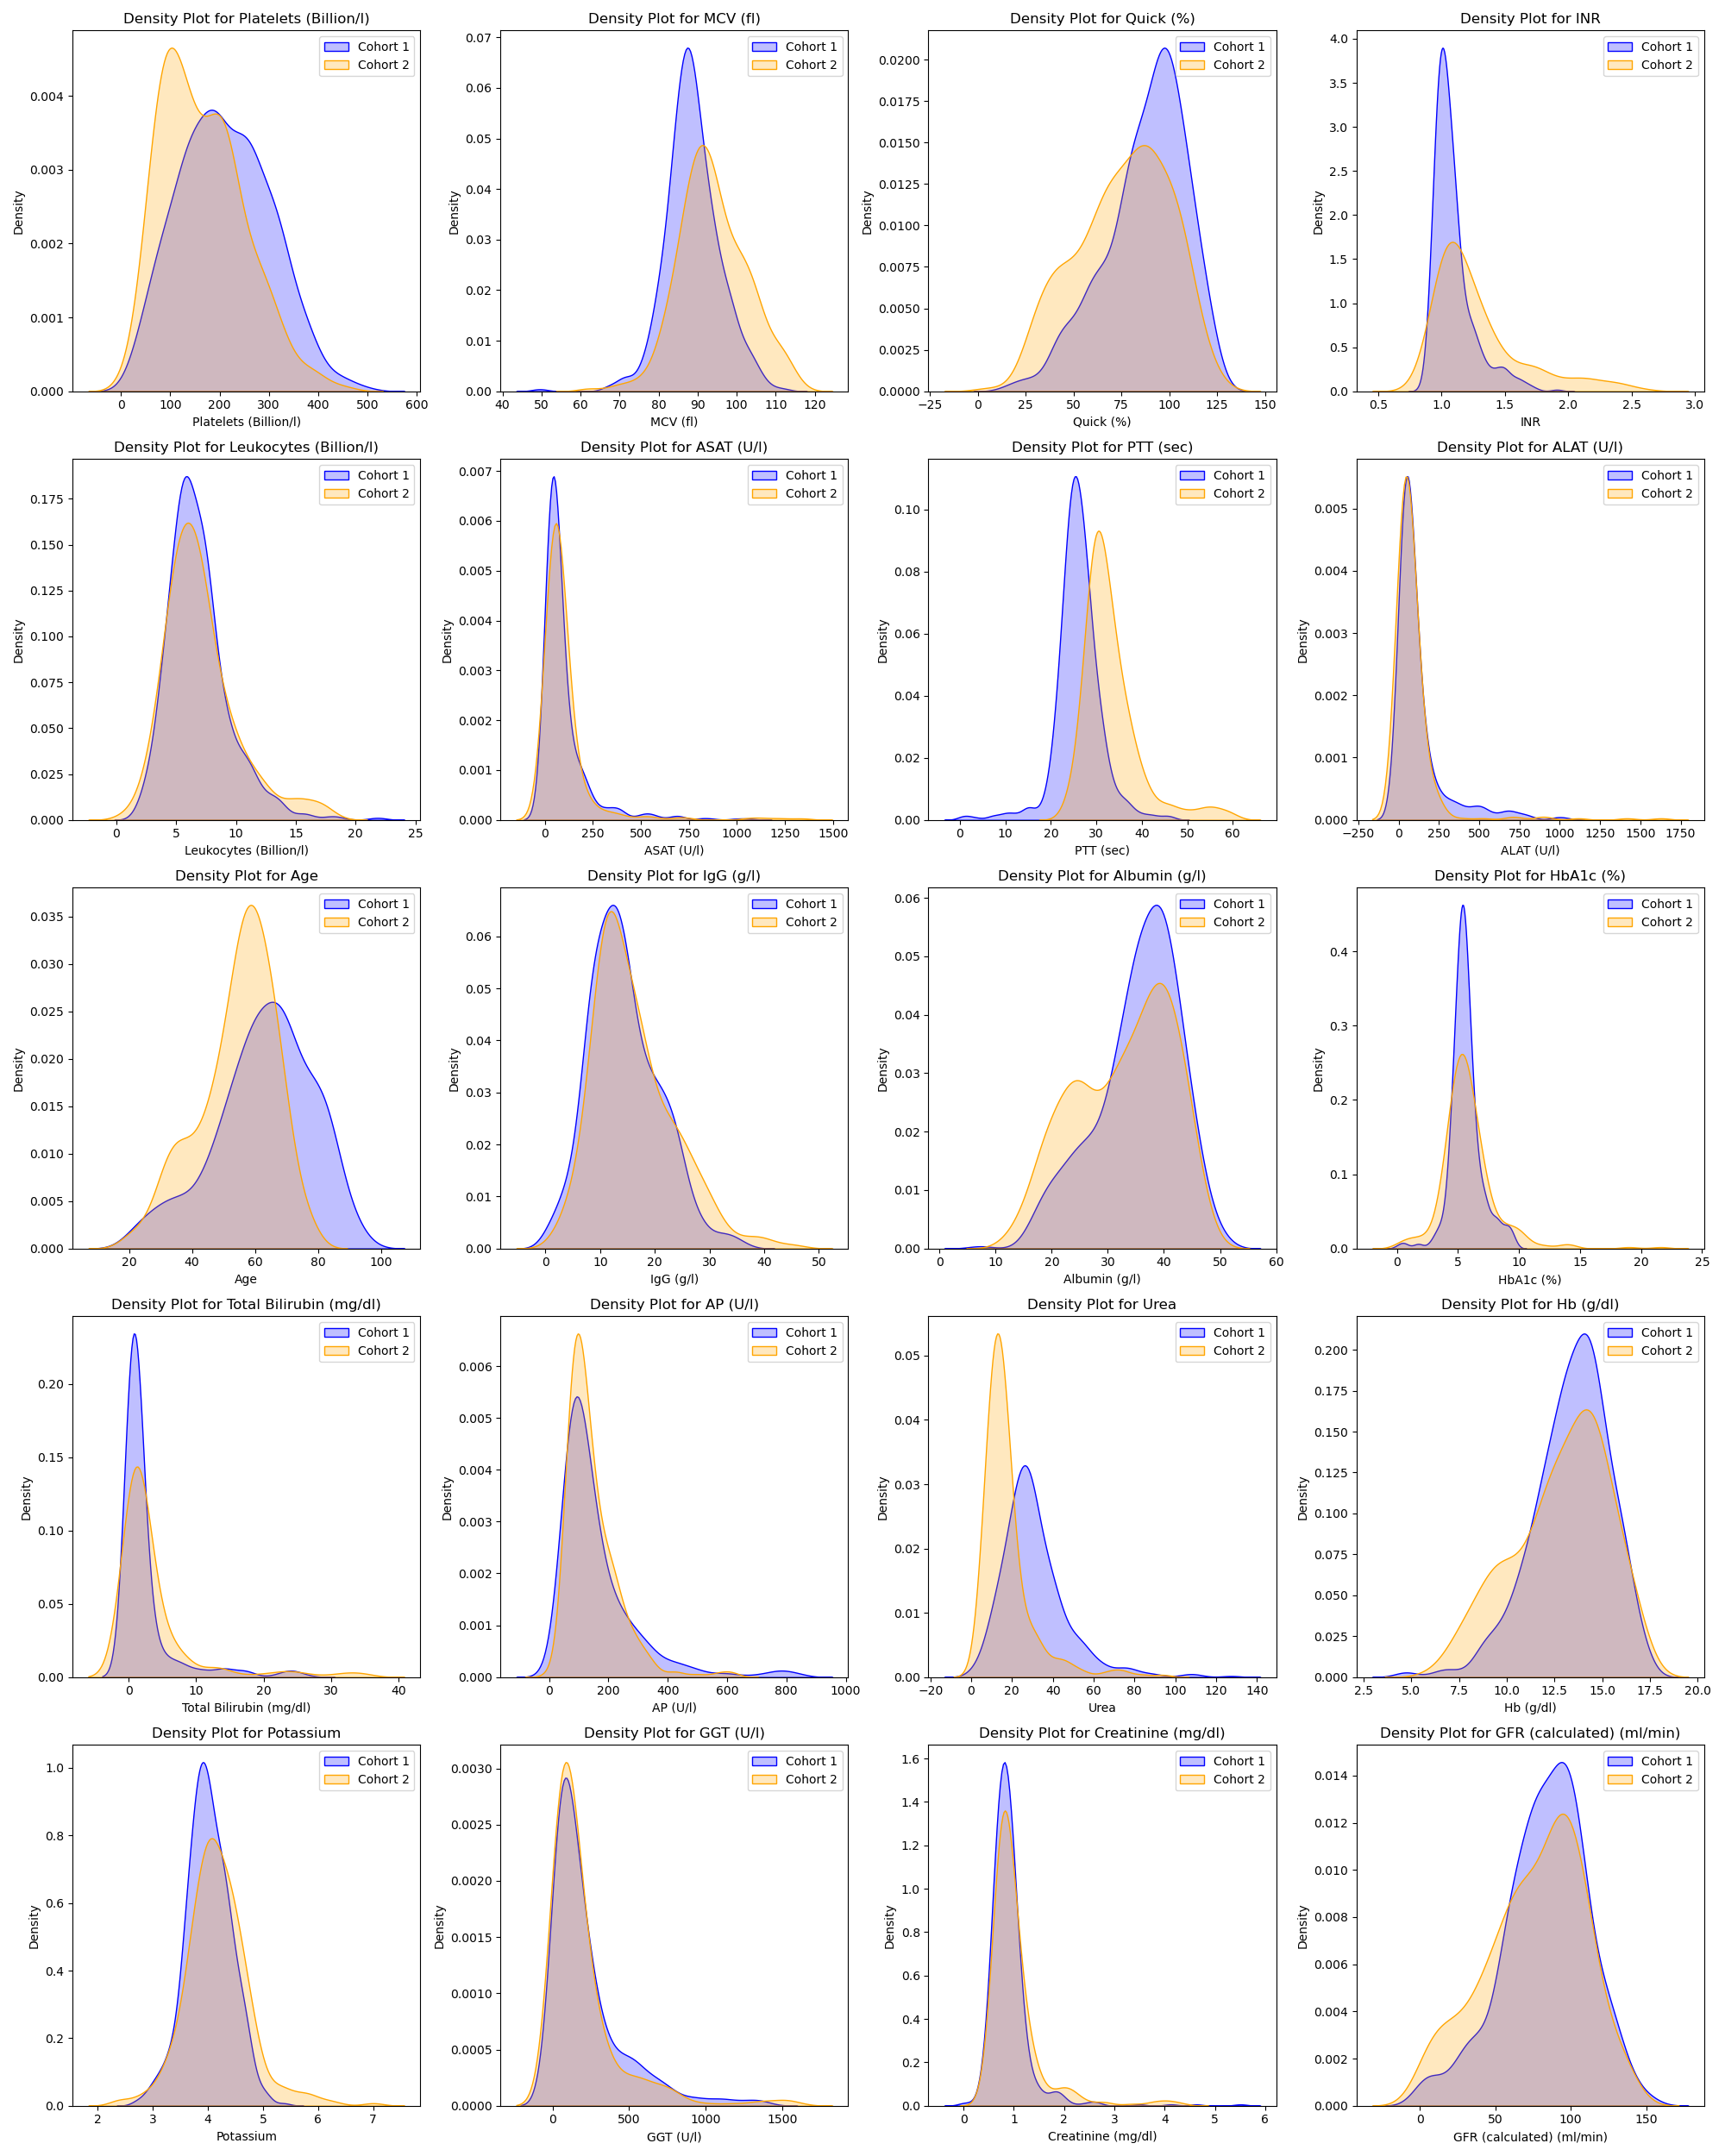 Density Plot for Platelets (Billion/l)
Density
0.004
0.003
0.002
0.001
0.000
Cohort 1
Cohort 2
0 100 200 300 400 500 600
Platelets (Billion/l)
Density Plot for MCV (fl)
Density
0.07
0.06
0.05
0.04
0.03
0.02
0.01
0.00
Cohort 1
Cohort 2
40 50 60 70 80 90 100 110 120
MCV (fl)
Density Plot for Quick (%)
Density
0.0200
0.0175
0.0150
0.0125
0.0100
0.0075
0.0050
0.0025
0.0000
Cohort 1
Cohort 2
−25 0 25 50 75 100 125 150
Quick (%)
Density Plot for INR
Density
4.0
3.5
3.0
2.5
2.0
1.5
1.0
0.5
0.0
Cohort 1
Cohort 2
0.5 1.0 1.5 2.0 2.5 3.0
INR
Density Plot for Leukocytes (Billion/l)
Density
0.175
0.150
0.125
0.100
0.075
0.050
0.025
0.000
Cohort 1
Cohort 2
0 5 10 15 20 25
Leukocytes (Billion/l)
Density Plot for ASAT (U/l)
Density
0.007
0.006
0.005
0.004
0.003
0.002
0.001
0.000
Cohort 1
Cohort 2
0 250 500 750 1000 1250 1500
ASAT (U/l)
Density Plot for PTT (sec)
Density
0.10
0.08
0.06
0.04
0.02
0.00
Cohort 1
Cohort 2
0 10 20 30 40 50 60
PTT (sec)
Density Plot for ALAT (U/l)
Density
0.005
0.004
0.003
0.002
0.001
0.000
Cohort 1
Cohort 2
−250 0 250 500 750 1000 1250 1500 1750
ALAT (U/l)
Density Plot for Age
Density
0.035
0.030
0.025
0.020
0.015
0.010
0.005
0.000
Cohort 1
Cohort 2
20 40 60 80 100
Age
Density Plot for IgG (g/l)
Density
0.06
0.05
0.04
0.03
0.02
0.01
0.00
Cohort 1
Cohort 2
0 10 20 30 40 50
IgG (g/l)
Density Plot for Albumin (g/l)
Density
0.06
0.05
0.04
0.03
0.02
0.01
0.00
Cohort 1
Cohort 2
0 10 20 30 40 50 60
Albumin (g/l)
Density Plot for HbA1c (%)
Density
0.4
0.3
0.2
0.1
0.0
Cohort 1
Cohort 2
0 5 10 15 20 25
HbA1c (%)
Density Plot for Total Bilirubin (mg/dl)
Density
0.20
0.15
0.10
0.05
0.00
Cohort 1
Cohort 2
0 10 20 30 40
Total Bilirubin (mg/dl)
Density Plot for AP (U/l)
Density
0.006
0.005
0.004
0.003
0.002
0.001
0.000
Cohort 1
Cohort 2
0 200 400 600 800 1000
AP (U/l)
Density Plot for Urea
Density
0.05
0.04
0.03
0.02
0.01
0.00
Cohort 1
Cohort 2
−20 0 20 40 60 80 100 120 140
Urea
Density Plot for Hb (g/dl)
Density
0.200
0.175
0.150
0.125
0.100
0.075
0.050
0.025
0.000
Cohort 1
Cohort 2
2.5 5.0 7.5 10.0 12.5 15.0 17.5 20.0
Hb (g/dl)
Density Plot for Potassium
Density
1.0
0.8
0.6
0.4
0.2
0.0
Cohort 1
Cohort 2
2 3 4 5 6 7
Potassium
Density Plot for GGT (U/l)
Density
0.0030
0.0025
0.0020
0.0015
0.0010
0.0005
0.0000
Cohort 1
Cohort 2
0 500 1000 1500
GGT (U/l)
Density Plot for Creatinine (mg/dl)
Density
1.6
1.4
1.2
1.0
0.8
0.6
0.4
0.2
0.0
Cohort 1
Cohort 2
0 1 2 3 4 5 6
Creatinine (mg/dl)
Density Plot for GFR (calculated) (ml/min)
Density
0.014
0.012
0.010
0.008
0.006
0.004
0.002
0.000
Cohort 1
Cohort 2
0 50 100 150
GFR (calculated) (ml/min)